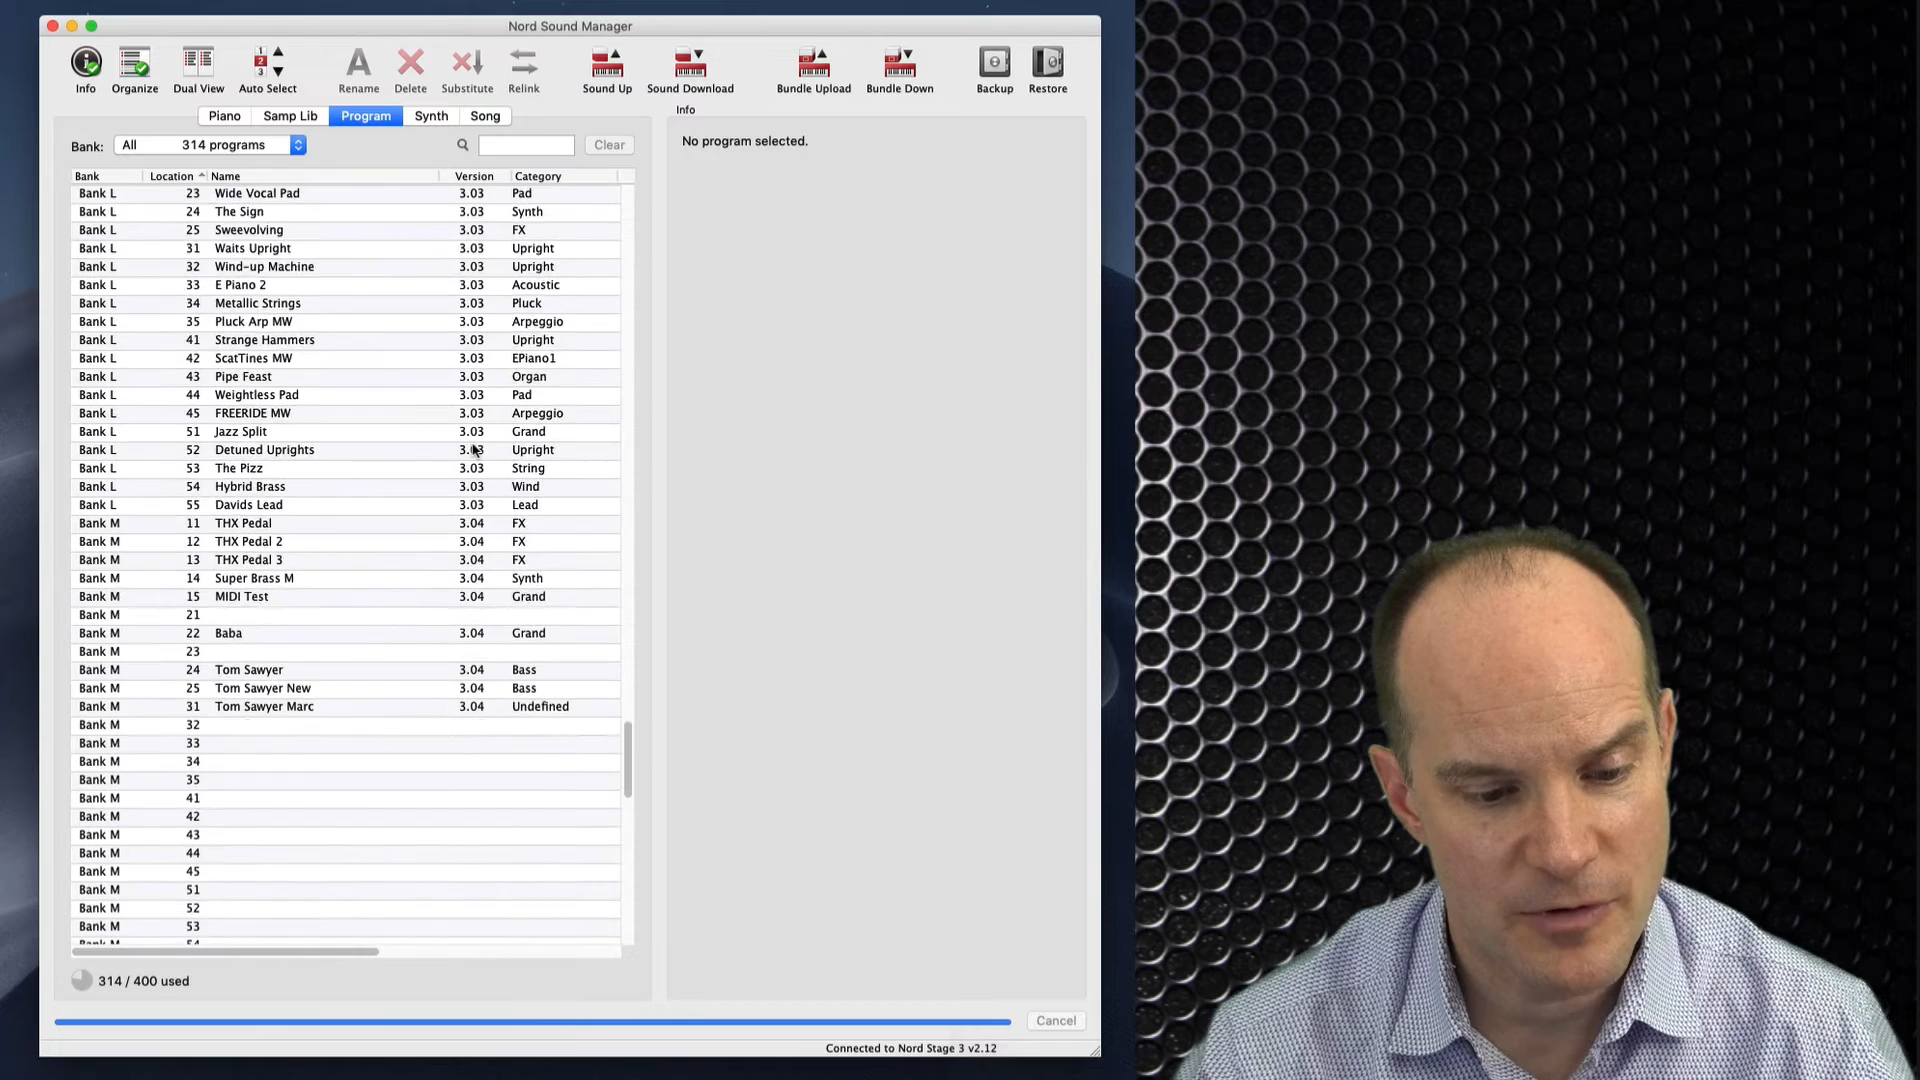 Nord Sound Manager
Info Organize Dual View Auto Select Rename Delete Substitute Relink Sound Up Sound Download Bundle Upload Bundle Down Backup Restore
Piano Samp Lib Program Synth Song
Info
Bank: All 314 programs Clear
No program selected.
Bank Location Name Version Category
Bank L 23 Wide Vocal Pad 3.03 Pad
Bank L 24 The Sign 3.03 Synth
Bank L 25 Sweevolving 3.03 FX
Bank L 31 Waits Upright 3.03 Upright
Bank L 32 Wind-up Machine 3.03 Upright
Bank L 33 E Piano 2 3.03 Acoustic
Bank L 34 Metallic Strings 3.03 Pluck
Bank L 35 Pluck Arp MW 3.03 Arpeggio
Bank L 41 Strange Hammers 3.03 Upright
Bank L 42 ScatTines MW 3.03 EPiano1
Bank L 43 Pipe Feast 3.03 Organ
Bank L 44 Weightless Pad 3.03 Pad
Bank L 45 FREERIDE MW 3.03 Arpeggio
Bank L 51 Jazz Split 3.03 Grand
Bank L 52 Detuned Uprights 3.03 Upright
Bank L 53 The Pizz 3.03 String
Bank L 54 Hybrid Brass 3.03 Wind
Bank L 55 Davids Lead 3.03 Lead
Bank M 11 THX Pedal 3.04 FX
Bank M 12 THX Pedal 2 3.04 FX
Bank M 13 THX Pedal 3 3.04 FX
Bank M 14 Super Brass M 3.04 Synth
Bank M 15 MIDI Test 3.04 Grand
Bank M 21
Bank M 22 Baba 3.04 Grand
Bank M 23
Bank M 24 Tom Sawyer 3.04 Bass
Bank M 25 Tom Sawyer New 3.04 Bass
Bank M 31 Tom Sawyer Marc 3.04 Undefined
Bank M 32
Bank M 33
Bank M 34
Bank M 35
Bank M 41
Bank M 42
Bank M 43
Bank M 44
Bank M 45
Bank M 51
Bank M 52
Bank M 53
Bank M 54
314 / 400 used
Cancel
Connected to Nord Stage 3 v2.12